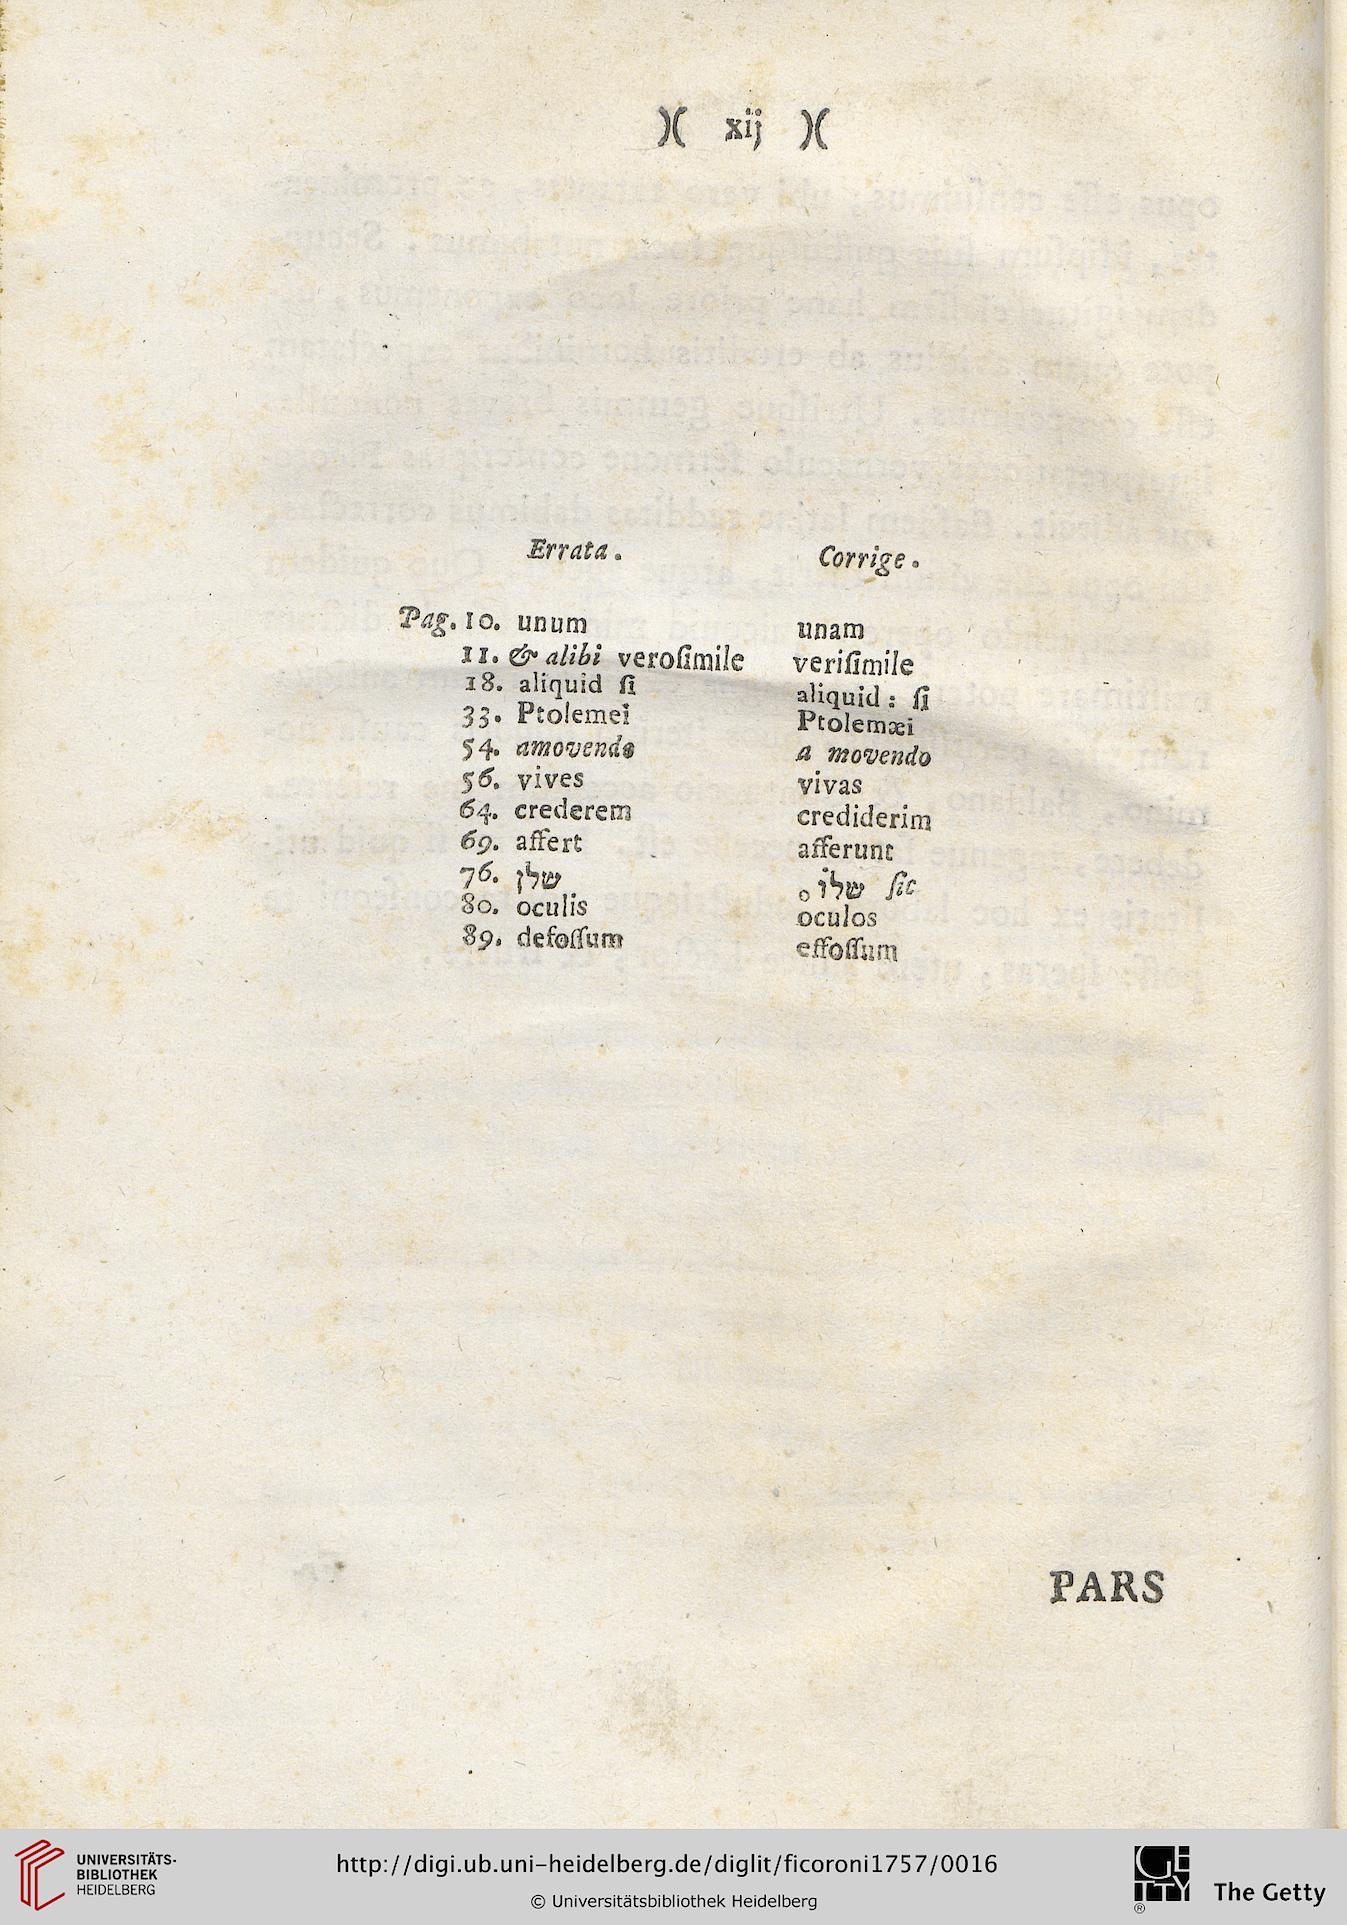 )( xij )(
Errata. Corrige.
Pag. 10. unum unam
11. & alibi veroſimile veriſimile
18. aliquid ſi aliquid : ſi
33. Ptolemei Ptolemæi
54. amovendo a movendo
56. vives vivas
64. crederem crediderim
69. affert afferunt
76. שלן שלוֹ ſic
80. oculis oculos
89. defoſſum effoſſum
PARS
UNIVERSITÄTS-
BIBLIOTHEK
HEIDELBERG
http://digi.ub.uni-heidelberg.de/diglit/ficoroni1757/0016
© Universitätsbibliothek Heidelberg
GETTY
®
The Getty